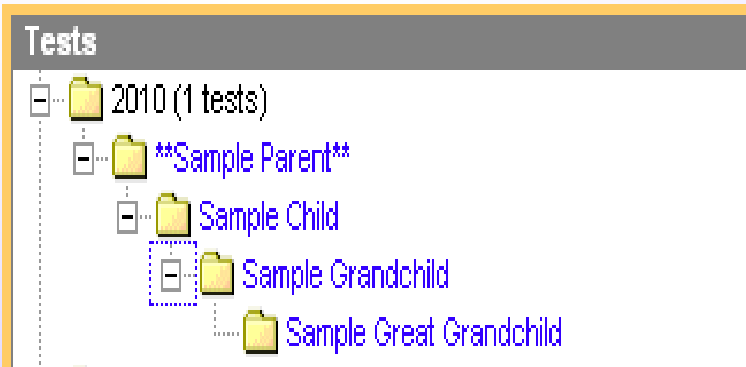 Tests
2010 (1 tests)
**Sample Parent**
Sample Child
Sample Grandchild
Sample Great Grandchild